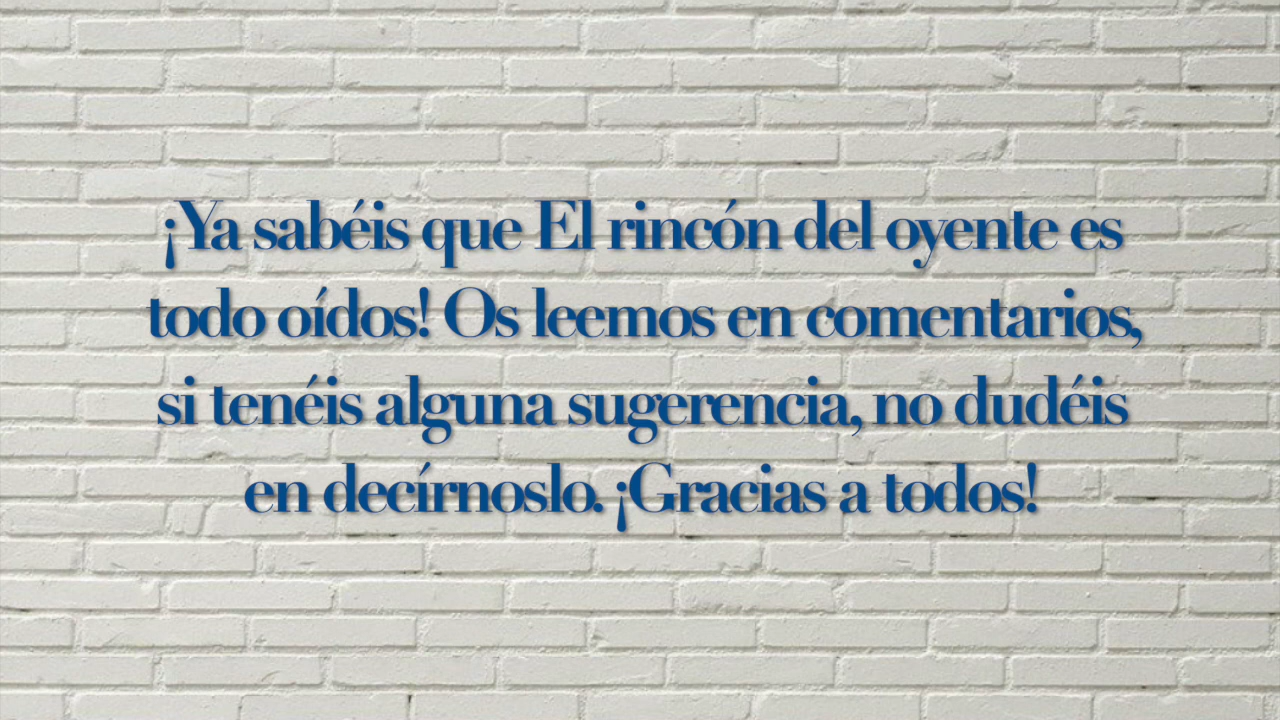 ¡Ya sabéis que El rincón del oyente es
todo oídos! Os leemos en comentarios,
si tenéis alguna sugerencia, no dudéis
en decírnoslo. ¡Gracias a todos!